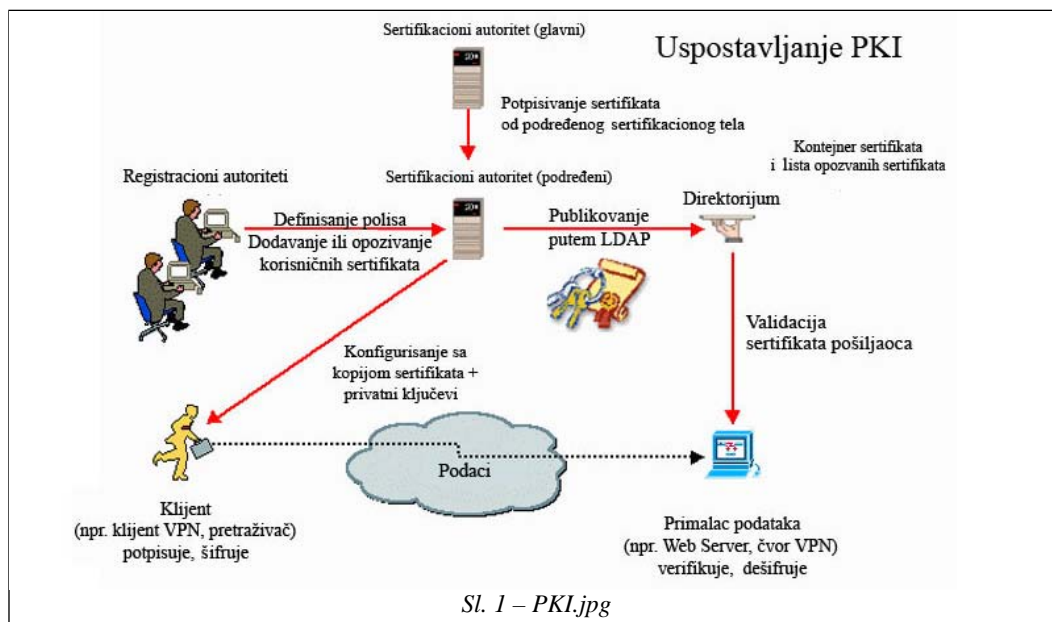 Sertifikacioni autoritet (glavni)
Uspostavljanje PKI
Potpisivanje sertifikata
od podređenog sertifikacionog tela
Kontejner sertifikata
i lista opozvanih sertifikata
Registracioni autoriteti
Sertifikacioni autoritet (podređeni)
Direktorijum
Definisanje polisa
Dodavanje ili opozivanje
korisničnih sertifikata
Publikovanje
putem LDAP
Validacija
sertifikata pošiljaoca
Konfigurisanje sa
kopijom sertifikata +
privatni ključevi
Podaci
Klijent
(npr. klijent VPN, pretraživač)
potpisuje, šifruje
Primalac podataka
(npr. Web Server, čvor VPN)
verifikuje, dešifruje
Sl. 1 – PKI.jpg